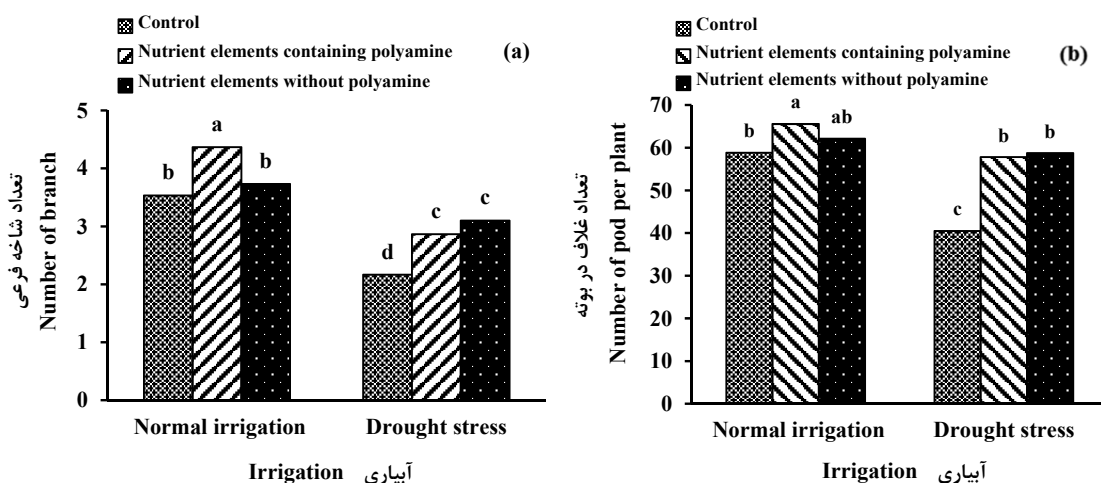 Control
Nutrient elements containing polyamine
Nutrient elements without polyamine
(a)
تعداد شاخه فرعی
Number of branch
5
4
3
2
1
0
b
a
b
d
c
c
Normal irrigation
Drought stress
Irrigation آبیاری
Control
Nutrient elements containing polyamine
Nutrient elements without polyamine
(b)
تعداد غلاف در بوته
Number of pod per plant
70
60
50
40
30
20
10
0
b
a
ab
c
b
b
Normal irrigation
Drought stress
Irrigation آبیاری